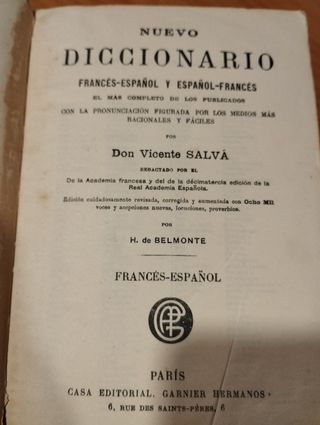 NUEVO
DICCIONARIO
FRANCÉS-ESPAÑOL Y ESPAÑOL-FRANCÉS
EL MÁS COMPLETO DE LOS PUBLICADOS
CON LA PRONUNCIACIÓN FIGURADA POR LOS MEDIOS MÁS
RACIONALES Y FÁCILES
POR
Don Vicente SALVÁ
REDACTADO POR EL
De la Academia francesa y del de la décimatercia edición de la
Real Academia Española.
Edición cuidadosamente revisada, corregida y aumentada con Ocho Mil
voces y acepciones nuevas, locuciones, proverbios.
POR
H. de BELMONTE
FRANCÉS-ESPAÑOL
PARÍS
CASA EDITORIAL GARNIER HERMANOS
6, RUE DES SAINTS-PÈRES, 6